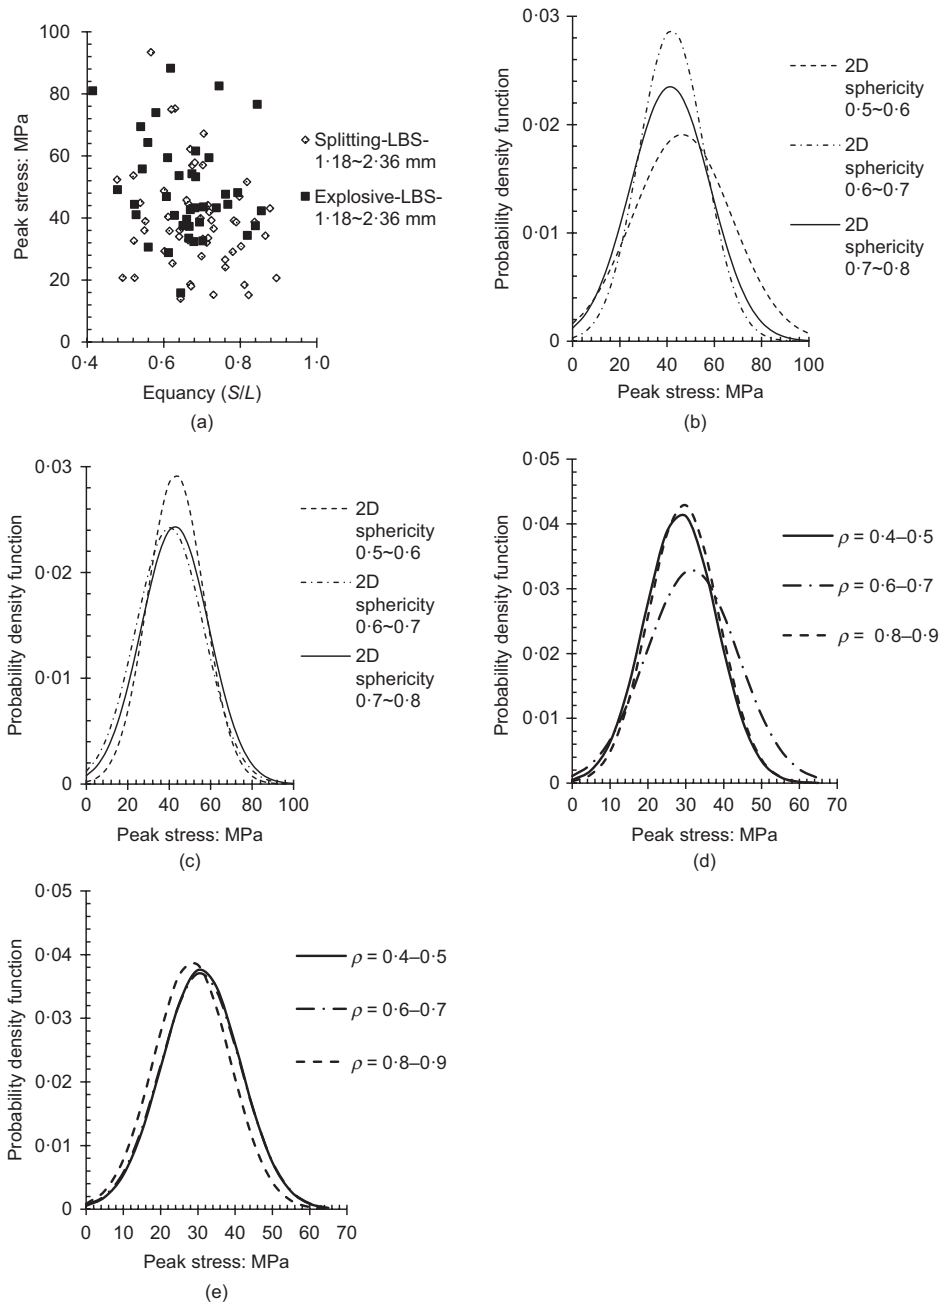 100
80
60
40
20
0
Peak stress: MPa
0·4 0·6 0·8 1·0
Equancy (S/L)
Splitting-LBS-
1·18~2·36 mm
Explosive-LBS-
1·18~2·36 mm
(a)
0·03
0·02
0·01
0
Probability density function
0 20 40 60 80 100
Peak stress: MPa
2D
sphericity
0·5~0·6
2D
sphericity
0·6~0·7
2D
sphericity
0·7~0·8
(b)
0·03
0·02
0·01
0
Probability density function
0 20 40 60 80 100
Peak stress: MPa
2D
sphericity
0·5~0·6
2D
sphericity
0·6~0·7
2D
sphericity
0·7~0·8
(c)
0·05
0·04
0·03
0·02
0·01
0
Probability density function
0 10 20 30 40 50 60 70
Peak stress: MPa
ρ = 0·4–0·5
ρ = 0·6–0·7
ρ = 0·8–0·9
(d)
0·05
0·04
0·03
0·02
0·01
0
Probability density function
0 10 20 30 40 50 60 70
Peak stress: MPa
ρ = 0·4–0·5
ρ = 0·6–0·7
ρ = 0·8–0·9
(e)